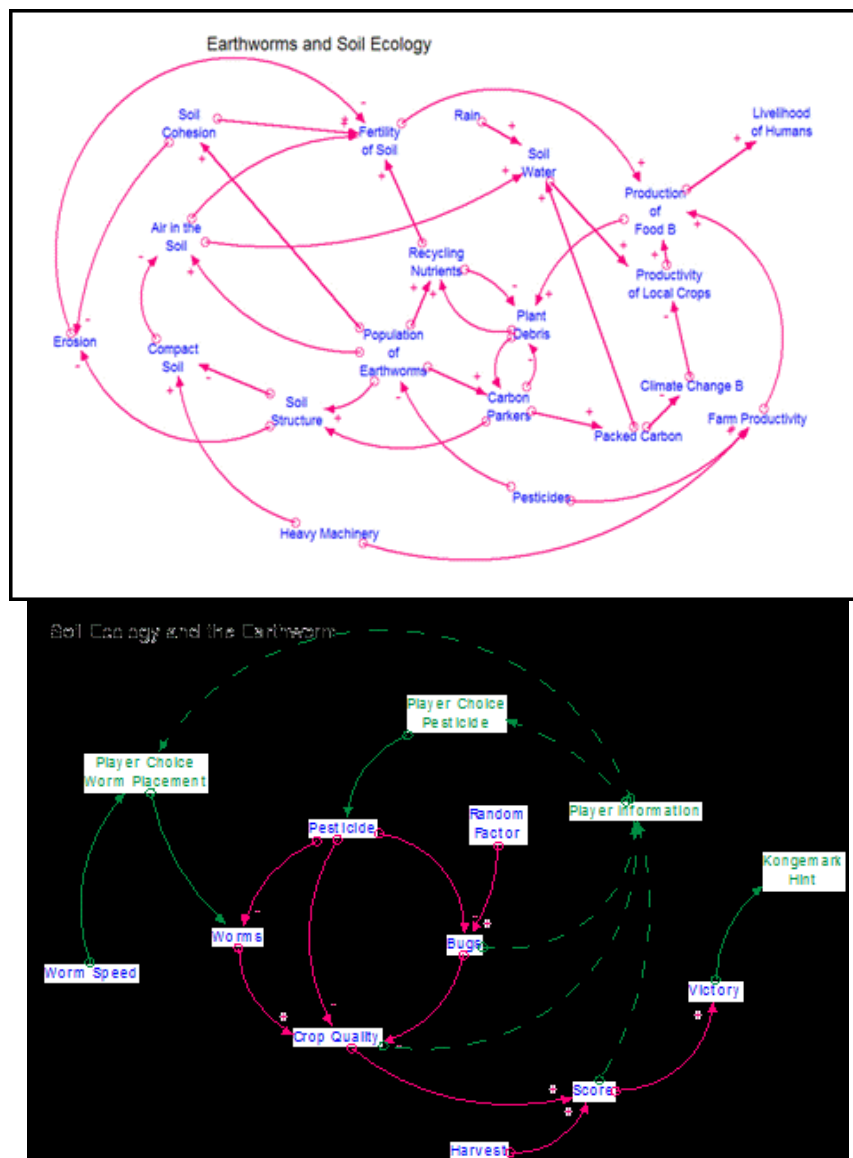 Earthworms and Soil Ecology
Soil
Cohesion
Fertility
of Soil
Rain
Soil
Water
Livelihood
of Humans
Production
of
Food B
Air in the
Soil
Recycling
Nutrients
Productivity
of Local Crops
Plant
Debris
Erosion
Compact
Soil
Population
of
Earthworms
Soil
Structure
Carbon
Parkers
Climate Change B
Packed Carbon
Farm Productivity
Pesticides
Heavy Machinery
Soil Ecology and the Earthworm
Player Choice
Pesticide
Player Choice
Worm Placement
Player Information
Pesticide
Random
Factor
Kongemark
Hint
Worms
Bugs
Worm Speed
Victory
Crop Quality
Score
Harvest